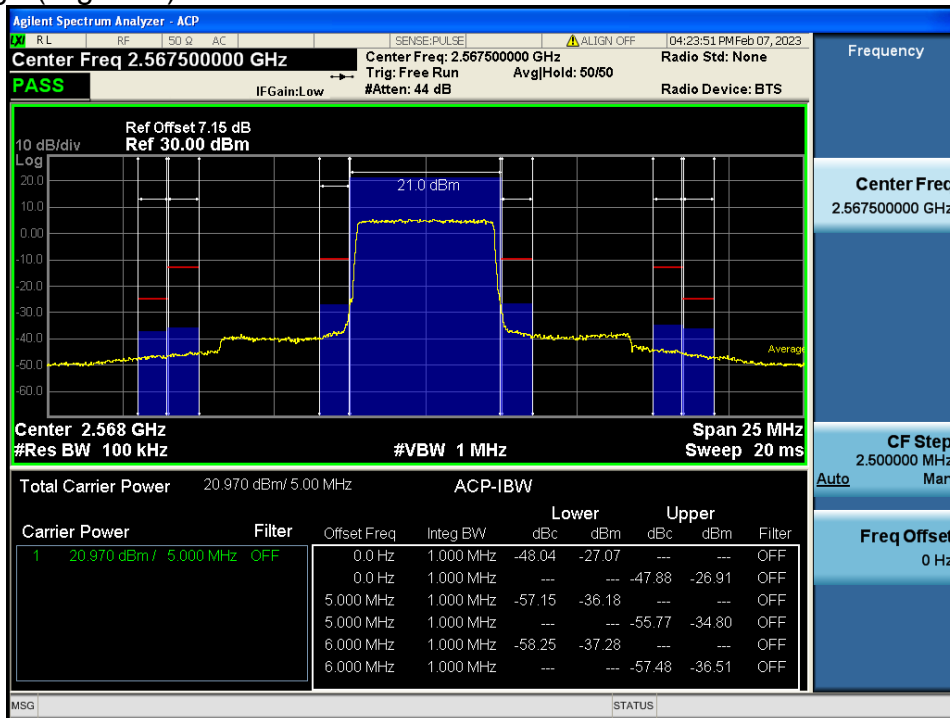 Agilent Spectrum Analyzer - ACP
LXI RL RF 50 Ω AC SENSE:PULSE ALIGN OFF 04:23:51 PM Feb 07, 2023
Center Freq 2.567500000 GHz
Center Freq: 2.567500000 GHz
Radio Std: None
Trig: Free Run Avg|Hold: 50/50
PASS
IFGain:Low #Atten: 44 dB Radio Device: BTS
Frequency
Ref Offset 7.15 dB
10 dB/div Ref 30.00 dBm
Log
20.0
10.0
0.00
-10.0
-20.0
-30.0
-40.0
-50.0
-60.0
21.0 dBm
Average
Center 2.568 GHz Span 25 MHz
#Res BW 100 kHz #VBW 1 MHz Sweep 20 ms
Center Freq
2.567500000 GHz
CF Step
2.500000 MHz
Auto Man
Freq Offset
0 Hz
Total Carrier Power 20.970 dBm/ 5.00 MHz ACP-IBW
Lower Upper
Carrier Power Filter Offset Freq Integ BW dBc dBm dBc dBm Filter
1 20.970 dBm / 5.000 MHz OFF 0.0 Hz 1.000 MHz -48.04 -27.07 --- --- OFF
0.0 Hz 1.000 MHz --- --- -47.88 -26.91 OFF
5.000 MHz 1.000 MHz -57.15 -36.18 --- --- OFF
5.000 MHz 1.000 MHz --- --- -55.77 -34.80 OFF
6.000 MHz 1.000 MHz -58.25 -37.28 --- --- OFF
6.000 MHz 1.000 MHz --- --- -57.48 -36.51 OFF
MSG STATUS